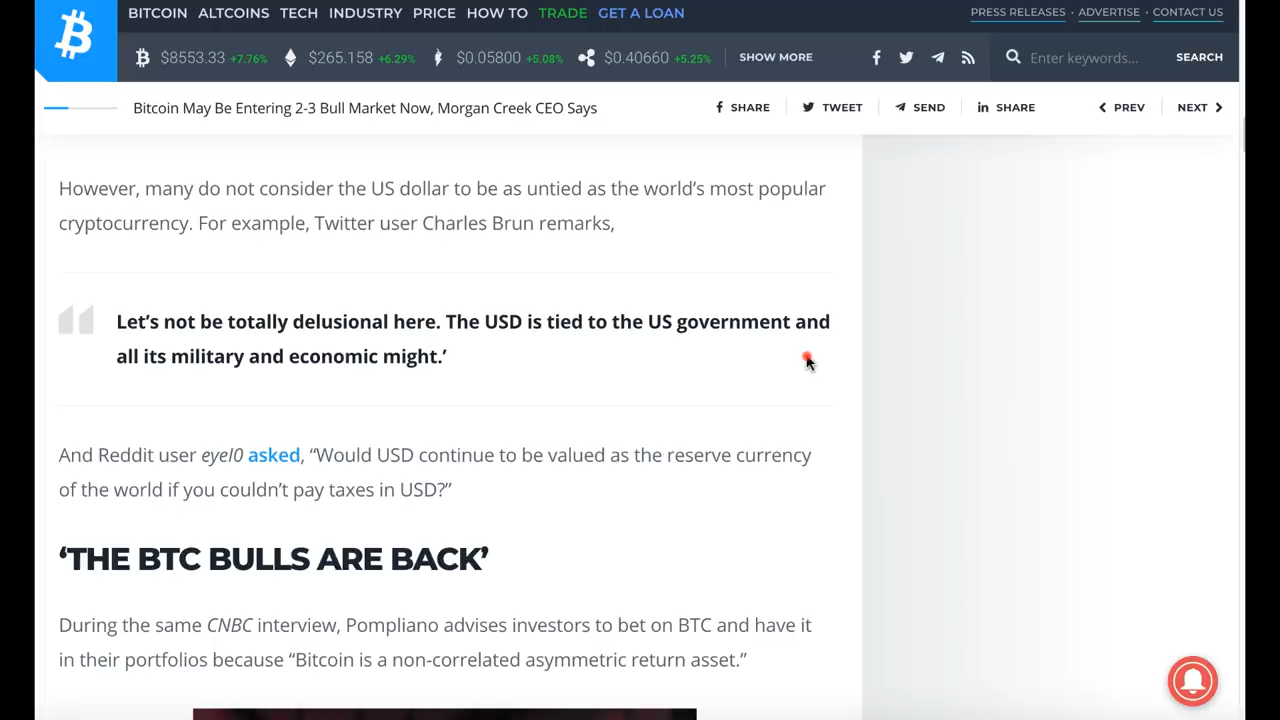 BITCOIN ALTCOINS TECH INDUSTRY PRICE HOW TO TRADE GET A LOAN
PRESS RELEASES · ADVERTISE · CONTACT US
$8553.33 +7.76% $265.158 +6.29% $0.05800 +5.08% $0.40660 +5.25% SHOW MORE
Enter keywords... SEARCH
Bitcoin May Be Entering 2-3 Bull Market Now, Morgan Creek CEO Says
SHARE TWEET SEND SHARE PREV NEXT
However, many do not consider the US dollar to be as untied as the world’s most popular
cryptocurrency. For example, Twitter user Charles Brun remarks,
Let’s not be totally delusional here. The USD is tied to the US government and
all its military and economic might.’
And Reddit user eyel0 asked, “Would USD continue to be valued as the reserve currency
of the world if you couldn’t pay taxes in USD?”
‘THE BTC BULLS ARE BACK’
During the same CNBC interview, Pompliano advises investors to bet on BTC and have it
in their portfolios because “Bitcoin is a non-correlated asymmetric return asset.”